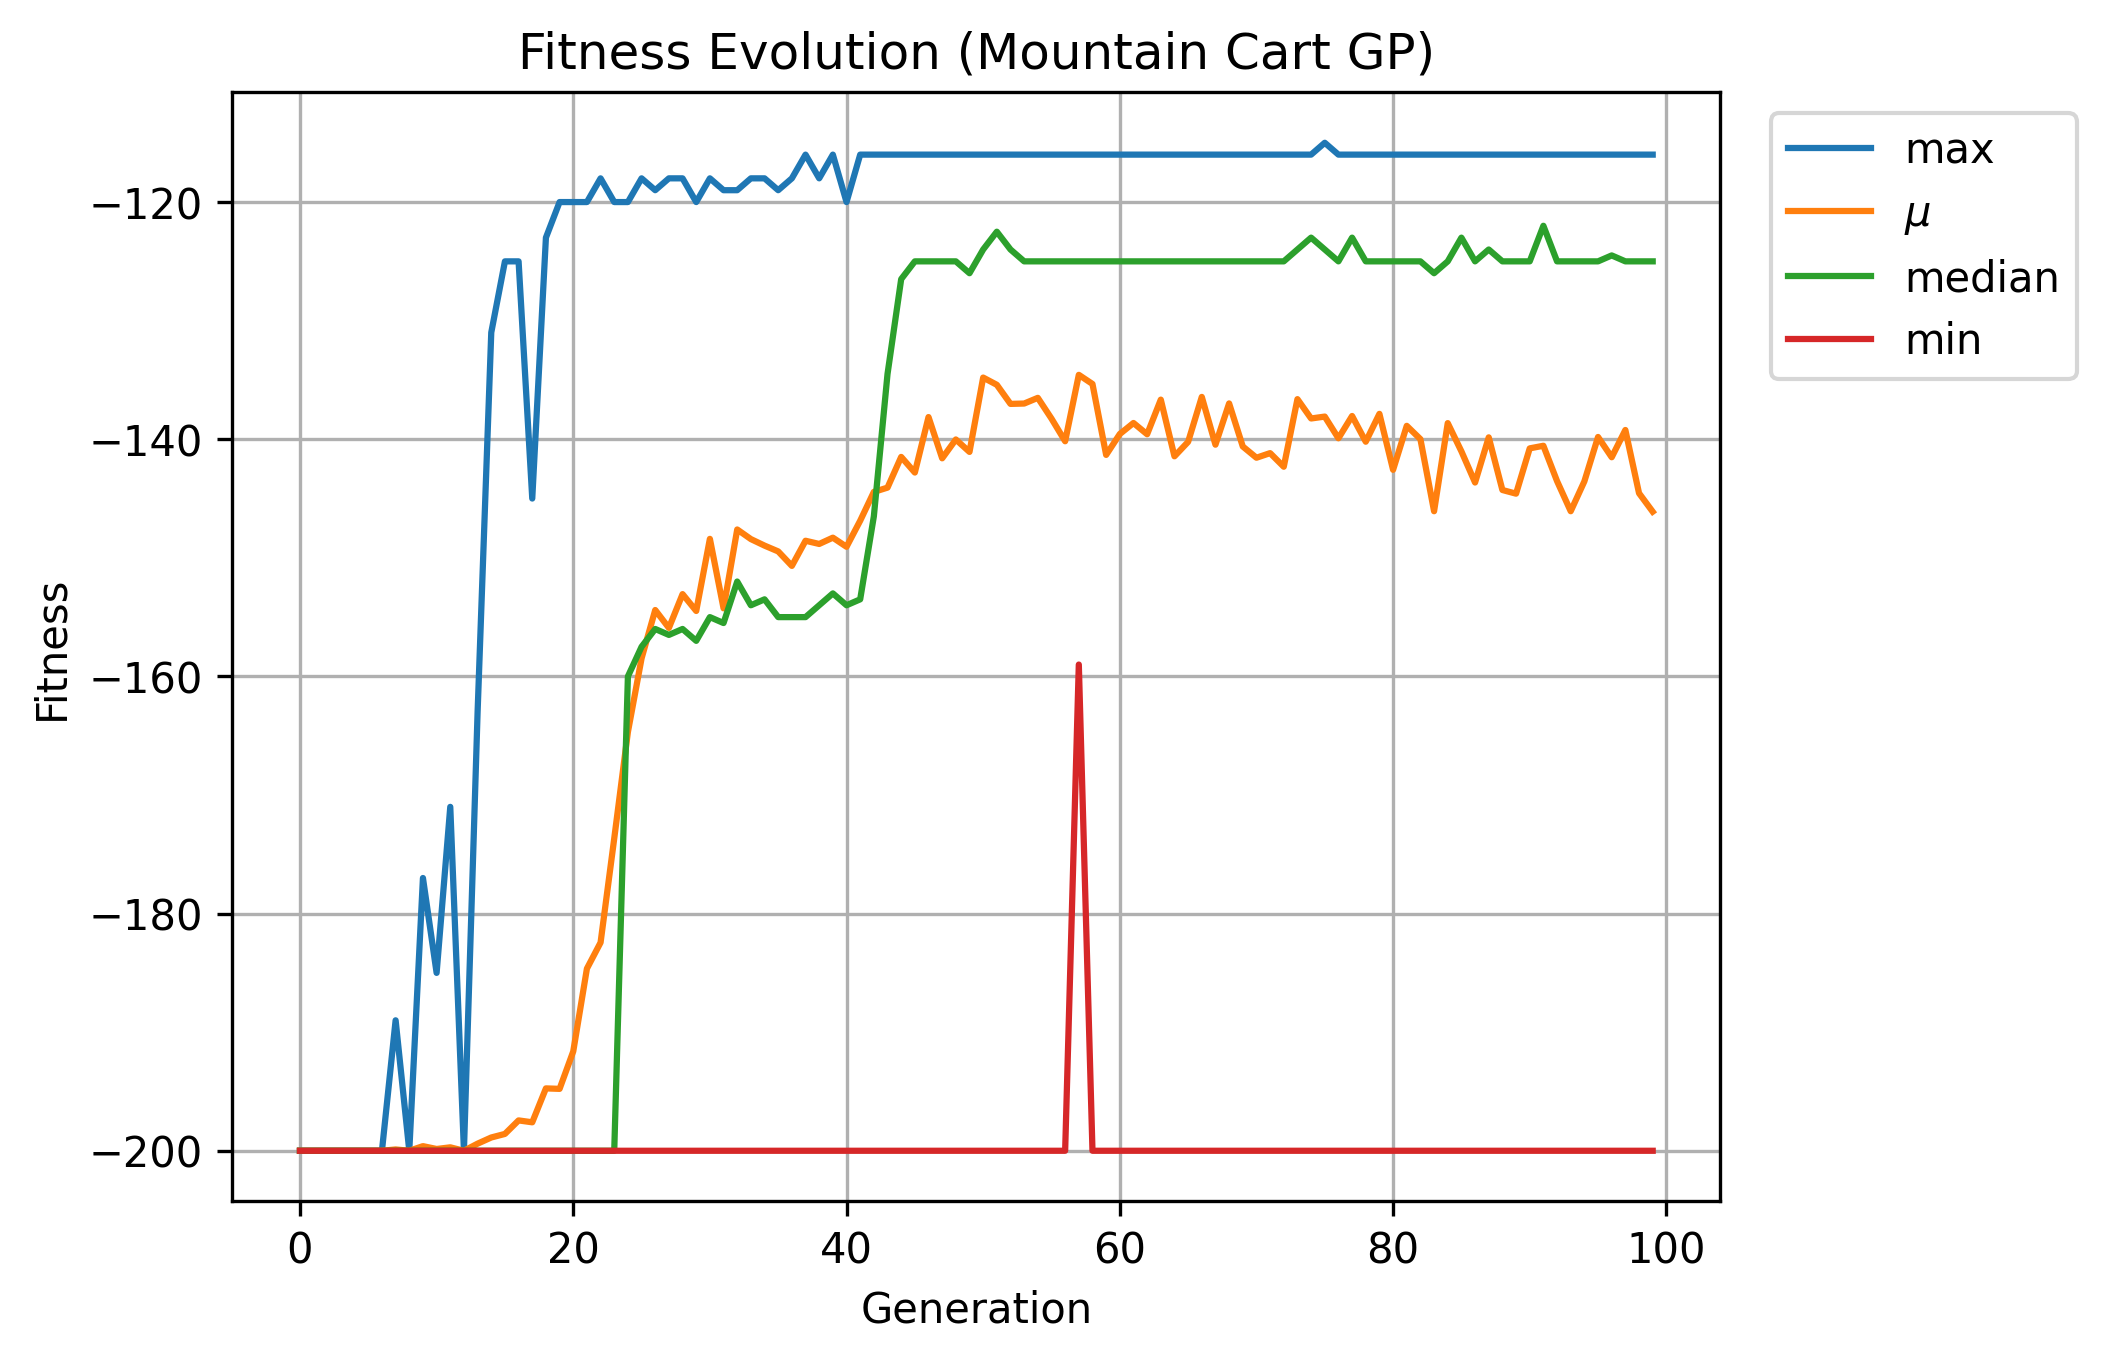 Fitness Evolution (Mountain Cart GP)
max
μ
median
min
−120
−140
−160
−180
−200
Fitness
0 20 40 60 80 100
Generation